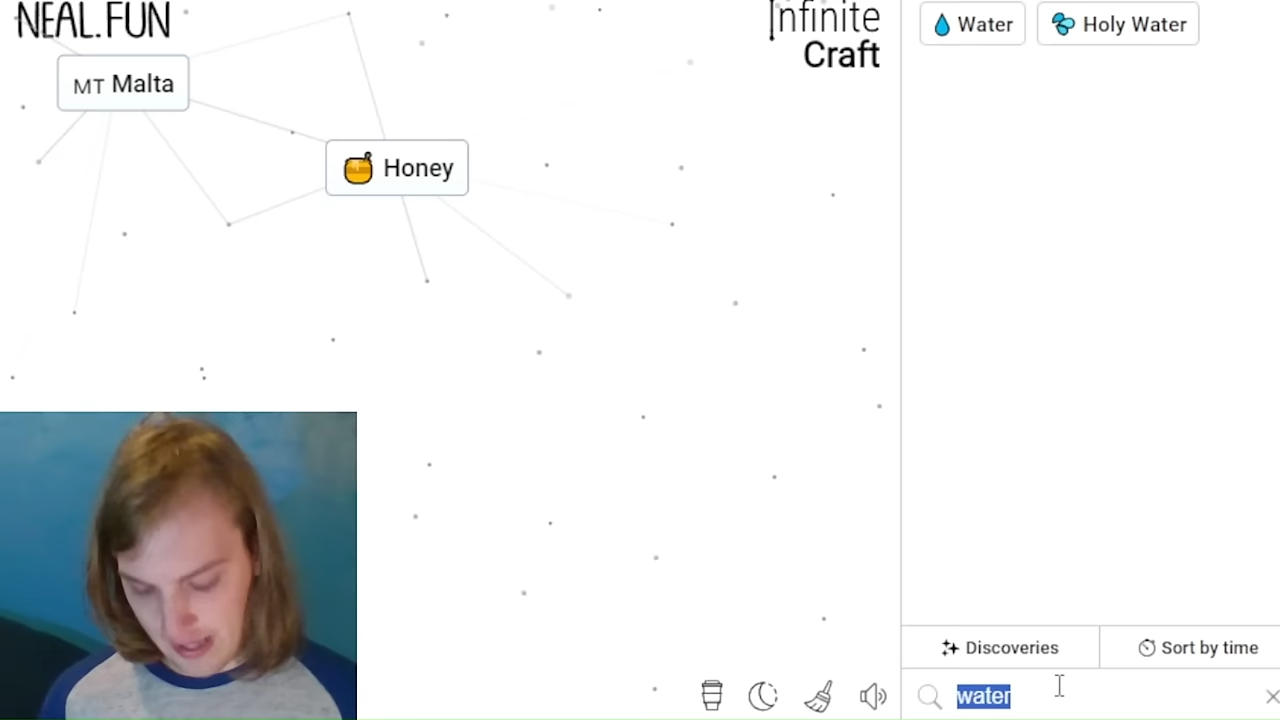 NEAL.FUN
Infinite
Craft
MT Malta
Honey
Water
Holy Water
Discoveries
Sort by time
water